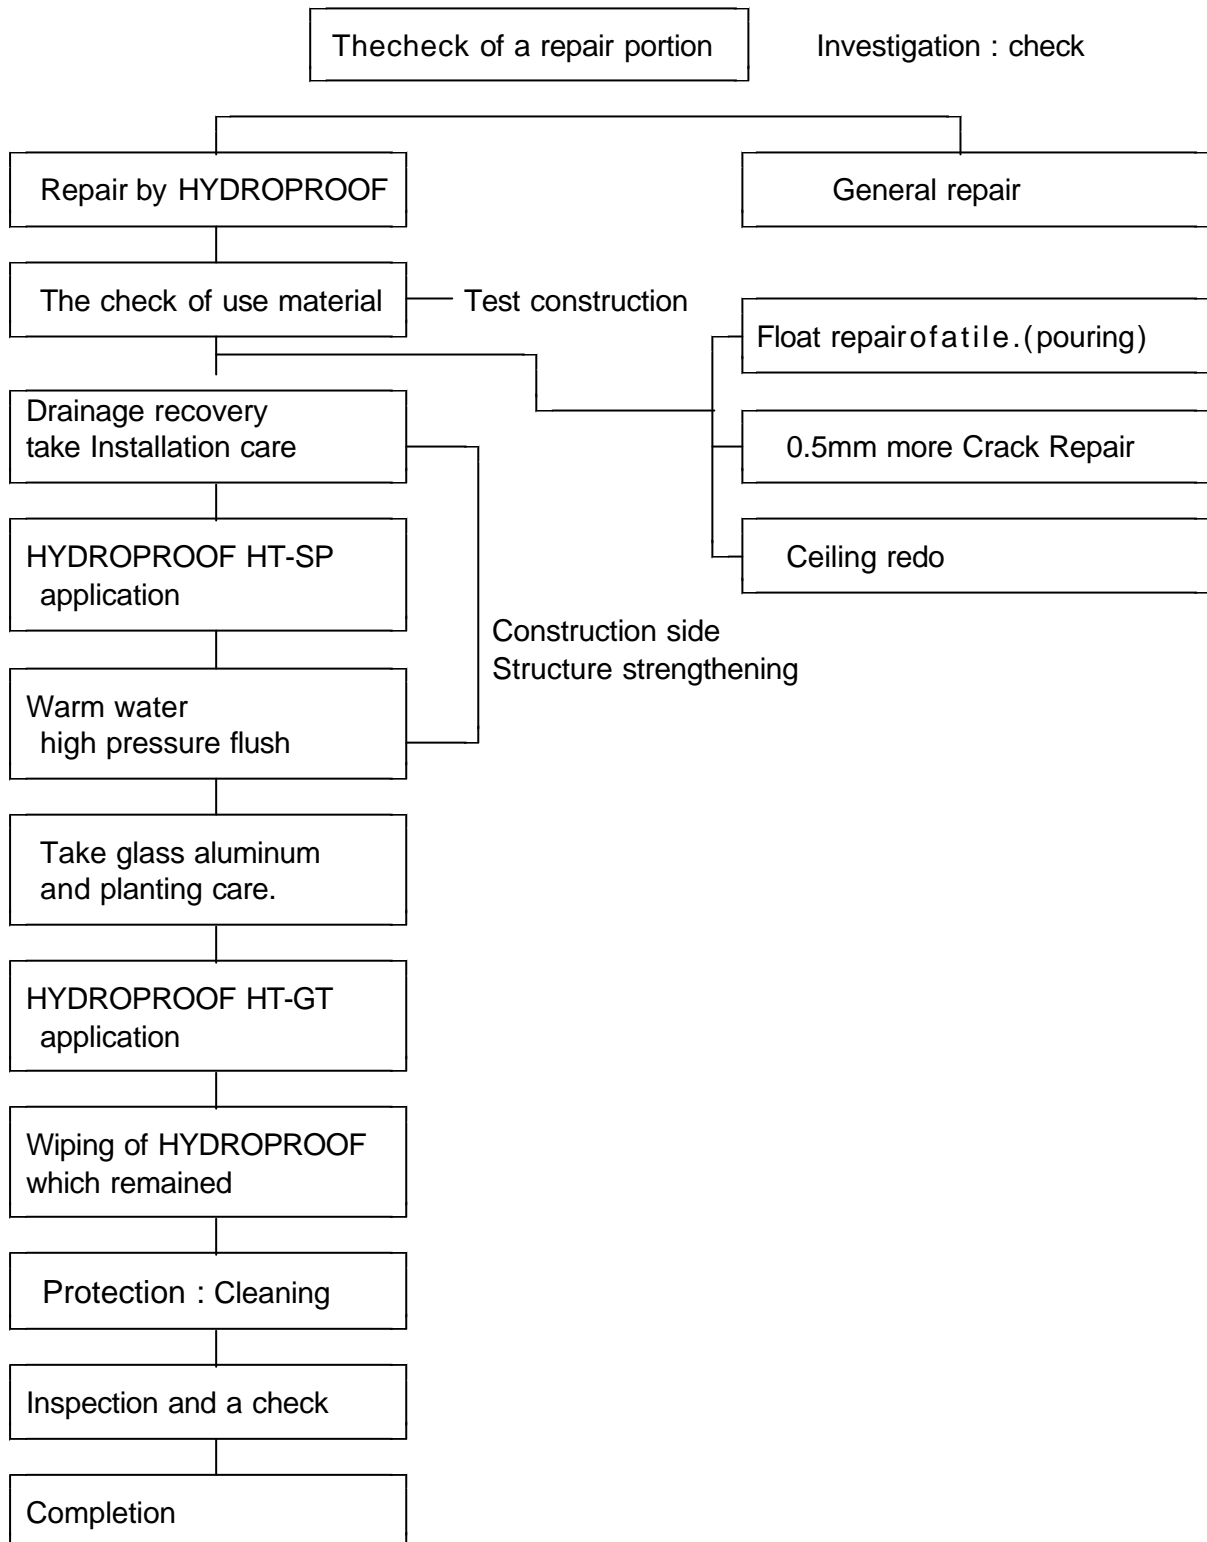 Thecheck of a repair portion
Investigation : check
Repair by HYDROPROOF
General repair
The check of use material
Test construction
Float repairofatile.(pouring)
Drainage recovery
take Installation care
0.5mm more Crack Repair
HYDROPROOF HT-SP
application
Ceiling redo
Construction side
Structure strengthening
Warm water
high pressure flush
Take glass aluminum
and planting care.
HYDROPROOF HT-GT
application
Wiping of HYDROPROOF
which remained
Protection : Cleaning
Inspection and a check
Completion